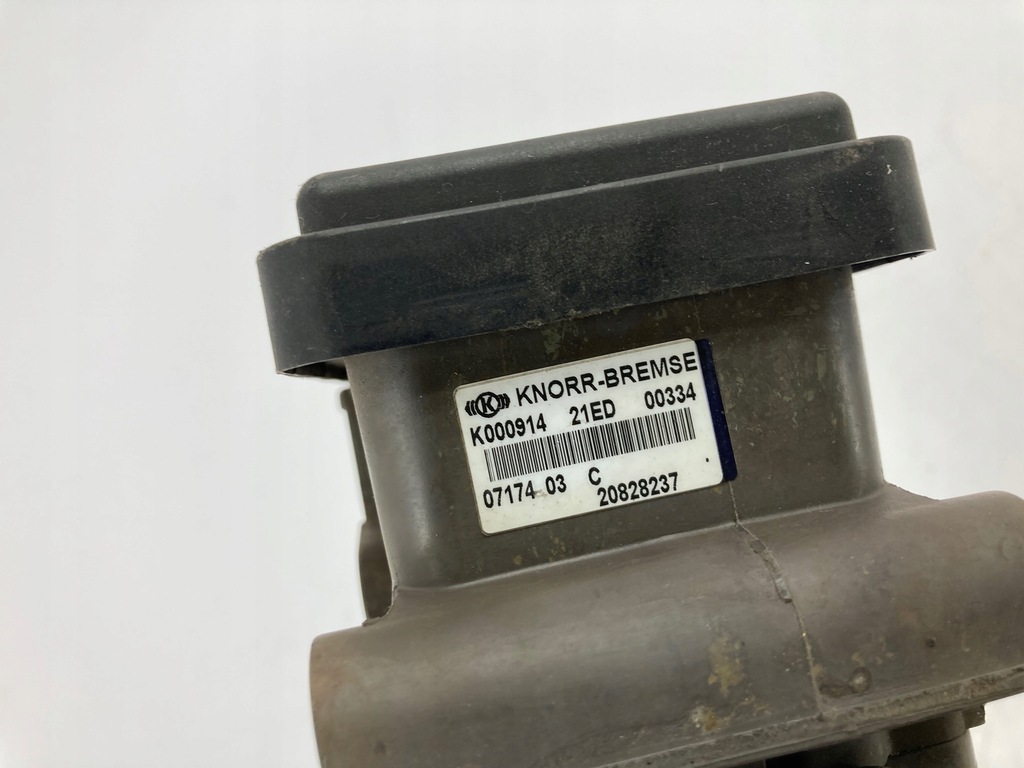 K KNORR-BREMSE
K000914 21ED 00334
07174 03 C
20828237